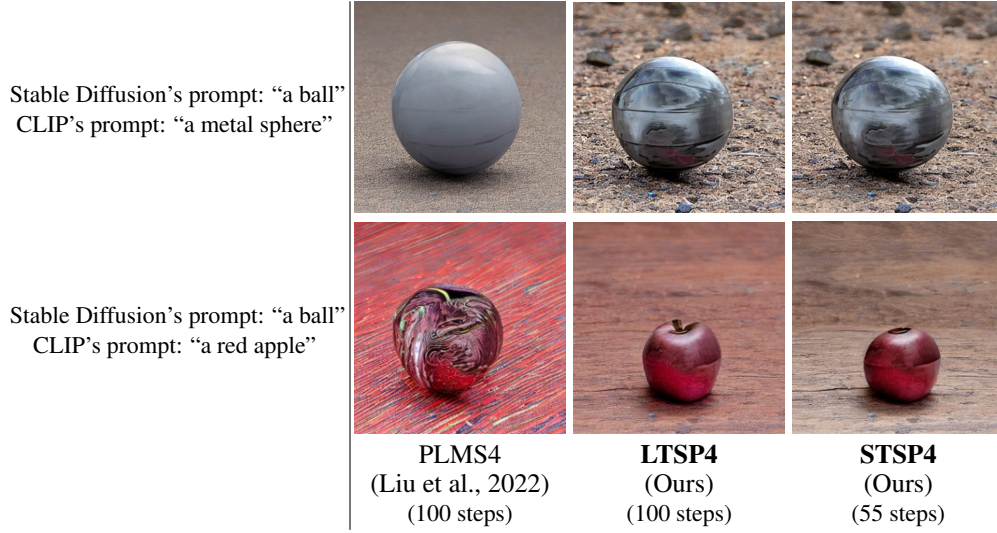 Stable Diffusion's prompt: “a ball”
CLIP's prompt: “a metal sphere”
Stable Diffusion's prompt: “a ball”
CLIP's prompt: “a red apple”
PLMS4
(Liu et al., 2022)
(100 steps)
LTSP4
(Ours)
(100 steps)
STSP4
(Ours)
(55 steps)